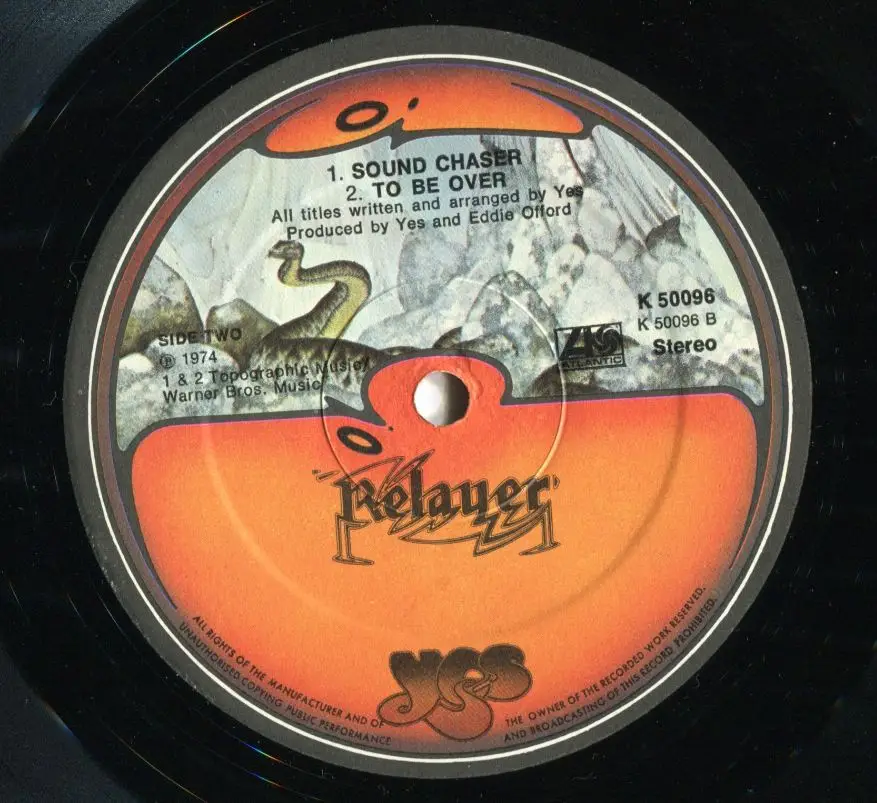 1. SOUND CHASER
2. TO BE OVER
All titles written and arranged by Yes
Produced by Yes and Eddie Offord
K 50096
K 50096 B
Stereo
ATLANTIC
SIDE TWO
Ⓟ 1974
1 & 2 Topographic Music/
Warner Bros. Music
Relayer
yes
ALL RIGHTS OF THE MANUFACTURER AND OF THE OWNER OF THE RECORDED WORK RESERVED.
UNAUTHORISED COPYING PUBLIC PERFORMANCE AND BROADCASTING OF THIS RECORD PROHIBITED.